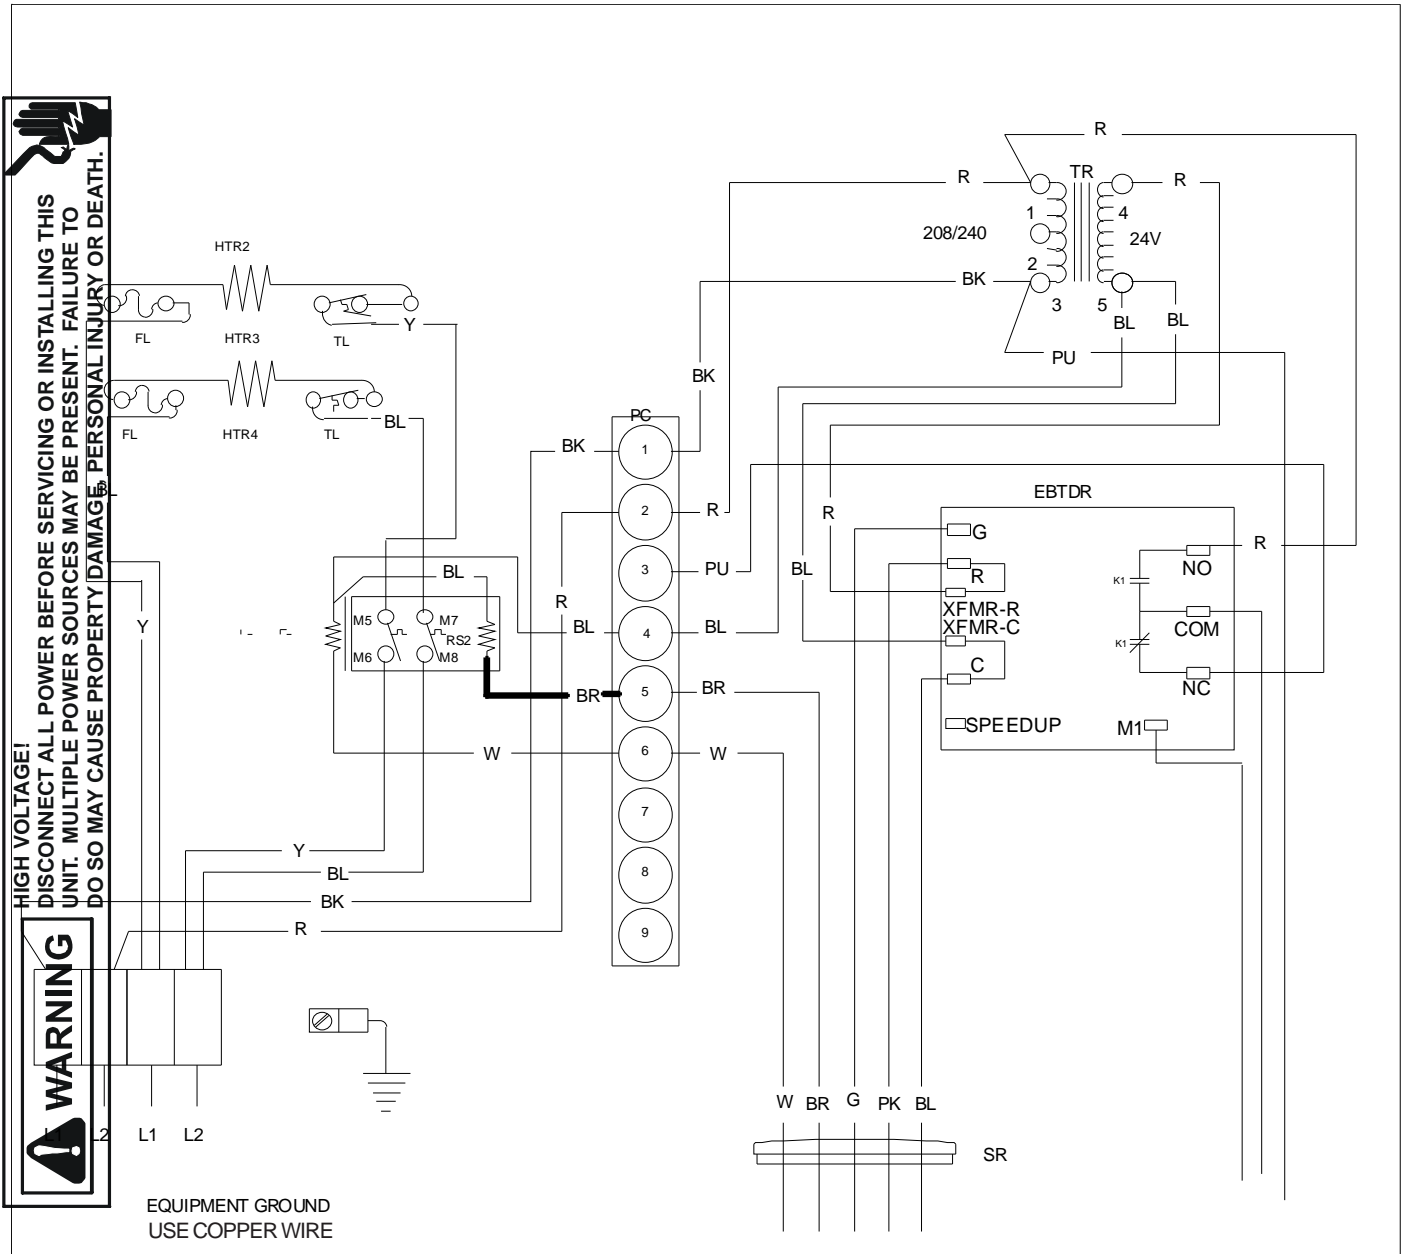 HIGH VOLTAGE!
DISCONNECT ALL POWER BEFORE SERVICING OR INSTALLING THIS
UNIT. MULTIPLE POWER SOURCES MAY BE PRESENT. FAILURE TO
DO SO MAY CAUSE PROPERTY DAMAGE, PERSONAL INJURY OR DEATH.
WARNING
R
R
TR
R
1
4
208/240
24V
2
BK
3
5
BL
BL
PU
HTR2
FL
HTR3
TL
Y
BK
FL
HTR4
TL
BL
PC
BK
1
BL
EBTDR
2
R
R
G
R
NO
K1
3
PU
BL
R
XFMR-R
XFMR-C
COM
K1
C
NC
SPEEDUP
M1
BL
R
Y
M5
M7
RS2
M6
M8
BL
4
BL
BR
5
BR
W
6
W
7
8
9
Y
BL
BK
R
W
BR
G
PK
BL
SR
L1
L2
L1
L2
EQUIPMENT GROUND
USE COPPER WIRE